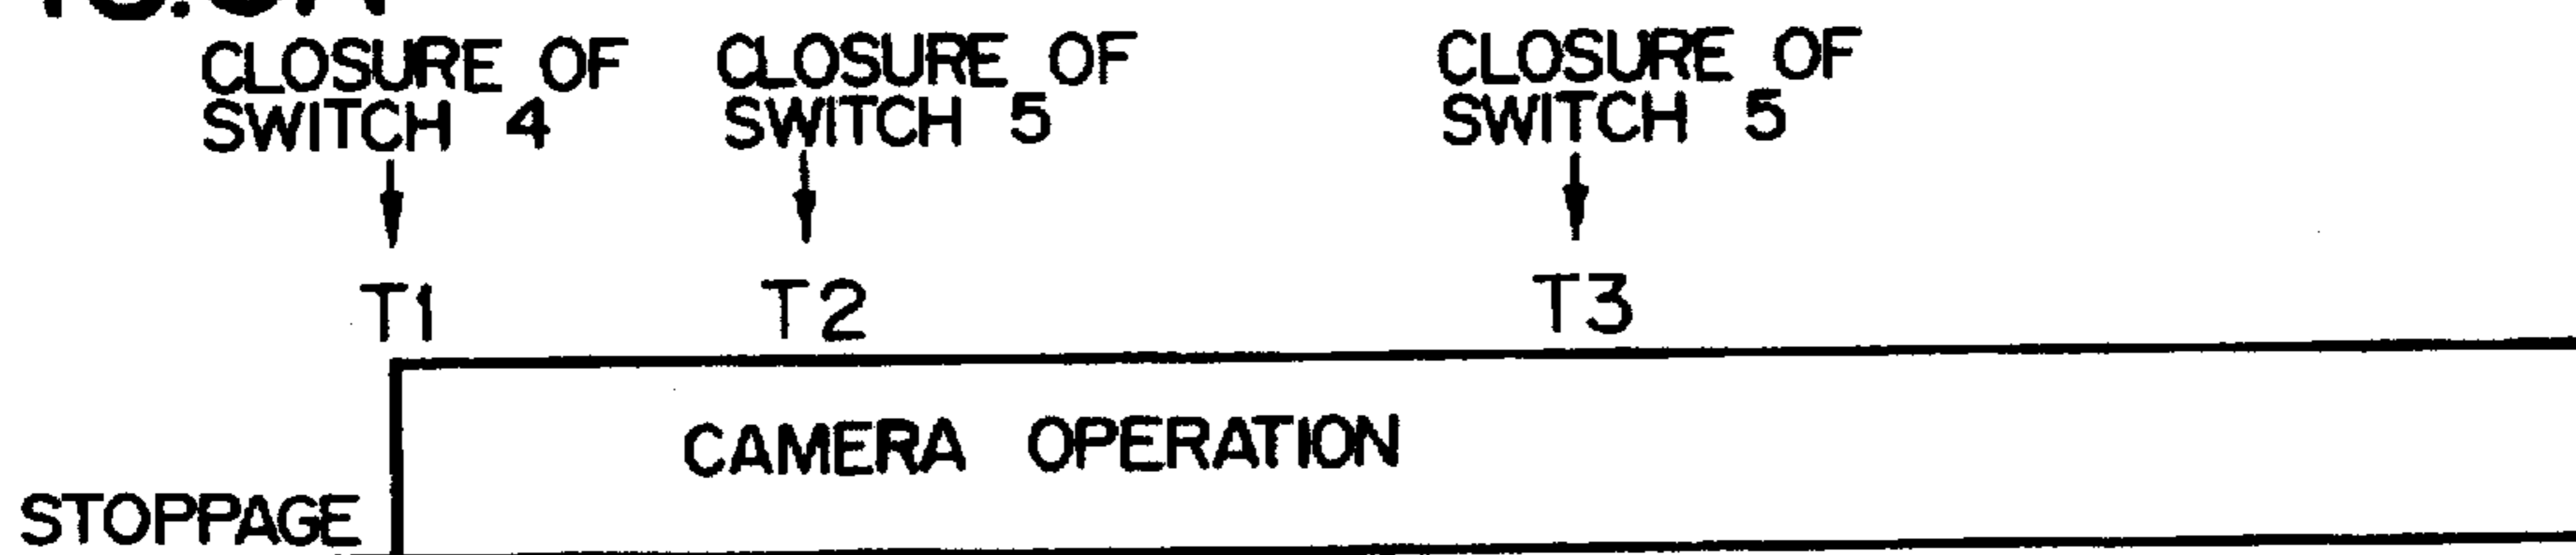 CLOSURE OF
SWITCH 4
CLOSURE OF
SWITCH 5
CLOSURE OF
SWITCH 5
T1 T2 T3
CAMERA OPERATION
STOPPAGE